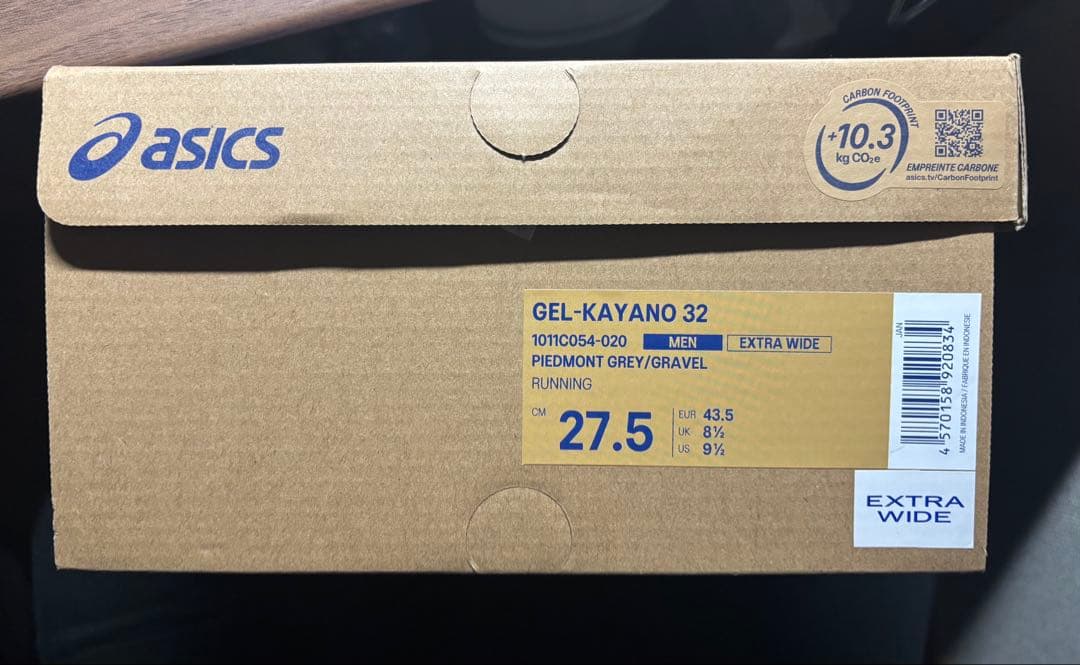 asics
CARBON FOOTPRINT
+10.3
kg CO₂e
EMPREINTE CARBONE
asics.tv/CarbonFootprint
GEL-KAYANO 32
1011C054-020 MEN EXTRA WIDE
PIEDMONT GREY/GRAVEL
RUNNING
CM 27.5
EUR 43.5
UK 8½
US 9½
JAN
4 570158 920834
MADE IN INDONESIA / FABRIQUE EN INDONESIE
EXTRA
WIDE